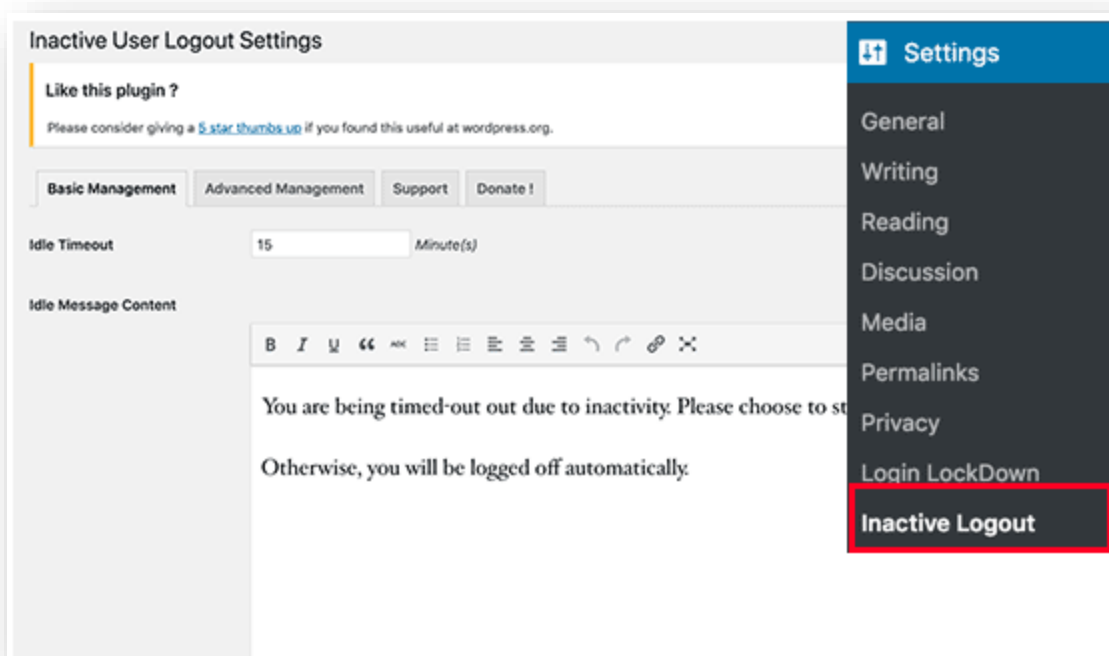 Inactive User Logout Settings
Like this plugin ?
Please consider giving a 5 star thumbs up if you found this useful at wordpress.org.
Basic Management
Advanced Management
Support
Donate !
Idle Timeout
15
Minute(s)
Idle Message Content
B I U
You are being timed-out out due to inactivity. Please choose to st
Otherwise, you will be logged off automatically.
Settings
General
Writing
Reading
Discussion
Media
Permalinks
Privacy
Login LockDown
Inactive Logout